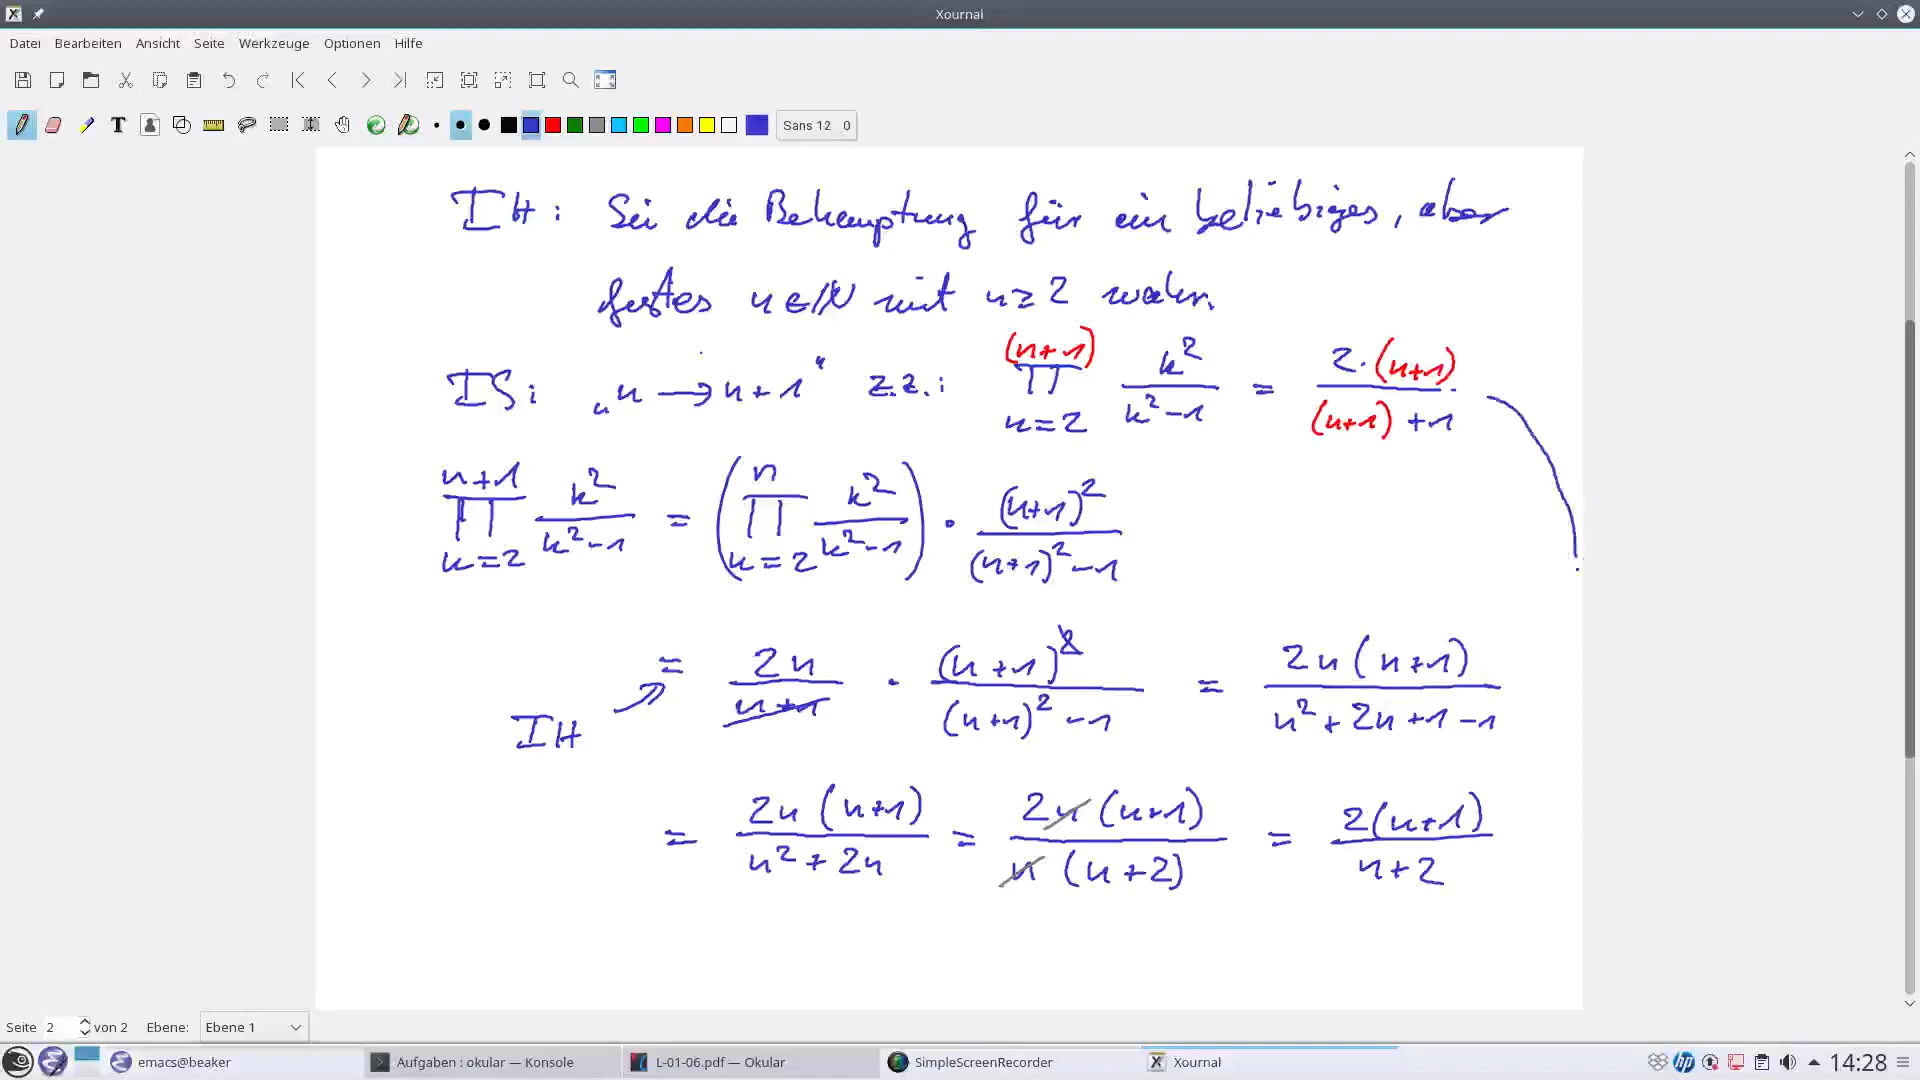 Xournal
Datei Bearbeiten Ansicht Seite Werkzeuge Optionen Hilfe
T Sans 12 0
IH: Sei die Behauptung für ein beliebiges, aber
festes n ∈ ℕ mit n ≥ 2 wahr.
IS: „n → n+1“ z.z.: ∏_{k=2}^{(n+1)} k²/(k²-1) = 2·(n+1)/((n+1)+1)
∏_{k=2}^{n+1} k²/(k²-1) = (∏_{k=2}^{n} k²/(k²-1)) · (n+1)²/((n+1)²-1)
= 2n/(n+1) · (n+1)²/((n+1)²-1) = 2n(n+1)/(n²+2n+1-1)
IH
= 2n(n+1)/(n²+2n) = 2n(n+1)/(n(n+2)) = 2(n+1)/(n+2)
Seite 2 von 2 Ebene: Ebene 1
emacs@beaker Aufgaben : okular — Konsole L-01-06.pdf — Okular SimpleScreenRecorder Xournal hp 14:28